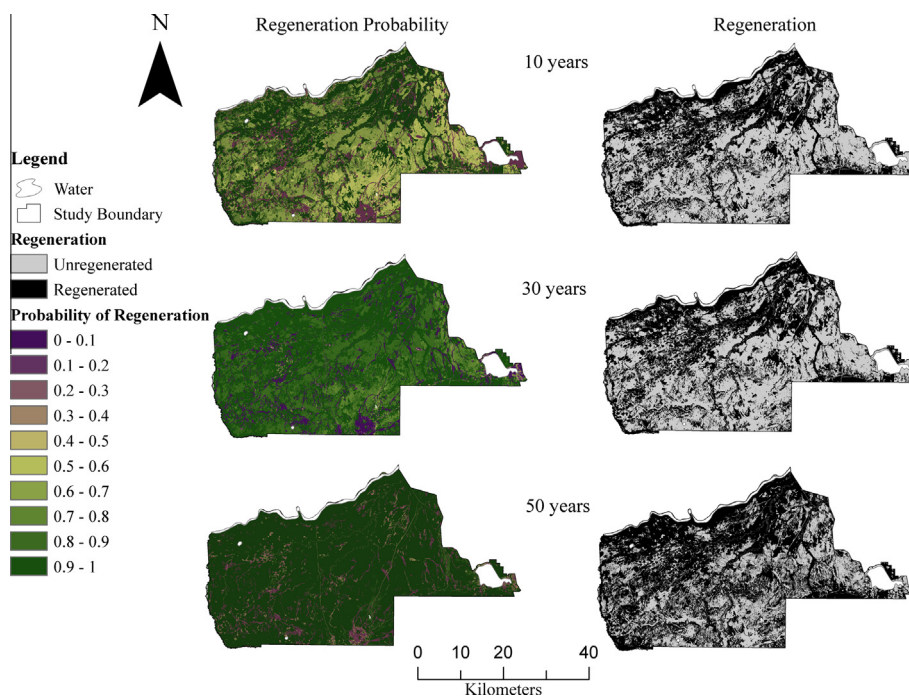 N
Regeneration Probability
Regeneration
10 years
30 years
50 years
Legend
Water
Study Boundary
Regeneration
Unregenerated
Regenerated
Probability of Regeneration
0 - 0.1
0.1 - 0.2
0.2 - 0.3
0.3 - 0.4
0.4 - 0.5
0.5 - 0.6
0.6 - 0.7
0.7 - 0.8
0.8 - 0.9
0.9 - 1
0 10 20 40
Kilometers